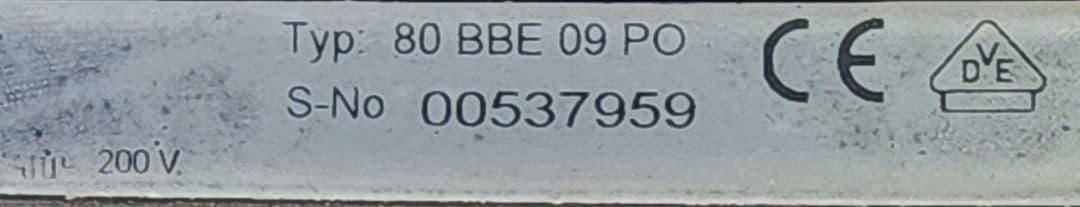 Typ: 80 BBE 09 PO
S-No 00537959
CE
DVE
200 V.